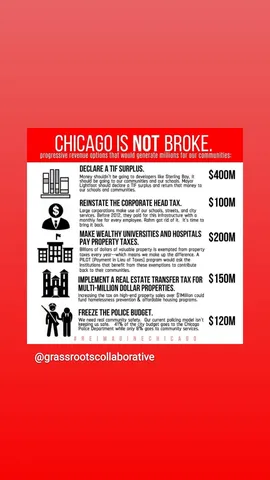 CHICAGO IS NOT BROKE.
progressive revenue options that would generate millions for our communities:
DECLARE A TIF SURPLUS.
Money shouldn't be going to developers like Sterling Bay, it
should be going to our communities and our schools. Mayor
Lightfoot should declare a TIF surplus and return that money to
our schools and communities.
$400M
REINSTATE THE CORPORATE HEAD TAX.
Large corporations make use of our schools, streets, and city
services. Before 2012, they paid for this infrastructure with a
monthly fee for every employee. Rahm got rid of it. It's time to
bring it back.
$100M
MAKE WEALTHY UNIVERSITIES AND HOSPITALS
PAY PROPERTY TAXES.
Billions of dollars of valuable property is exempted from property
taxes every year—which means we make up the difference. A
PILOT (Payment in Lieu of Taxes) program would ask the
institutions that benefit from these exemptions to contribute
back to their communities.
$200M
IMPLEMENT A REAL ESTATE TRANSFER TAX FOR
MULTI-MILLION DOLLAR PROPERTIES.
Increasing the tax on high-end property sales over $1Million could
fund homelessness prevention & affordable housing programs.
$150M
FREEZE THE POLICE BUDGET.
We need real community safety. Our current policing model isn't
keeping us safe. 41% of the city budget goes to the Chicago
Police Department while only 8% goes to community services.
$120M
#REIMAGINECHICAGO
@grassrootscollaborative